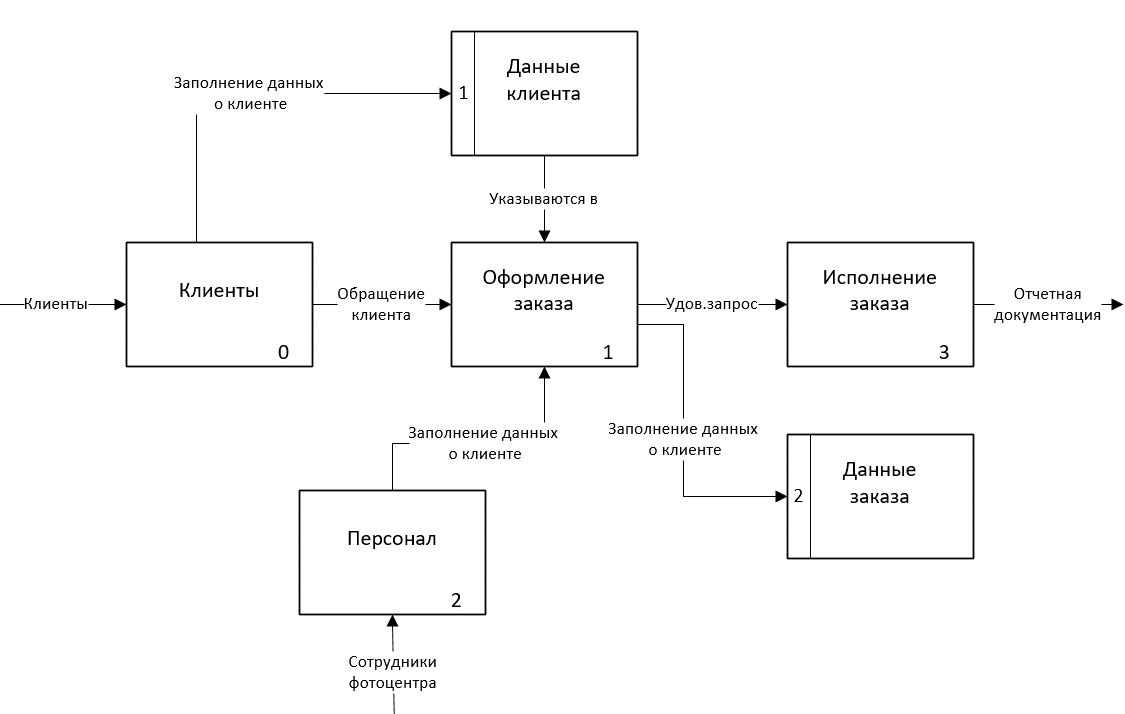 Данные
клиента
1
Заполнение данных
о клиенте
Указываются в
Клиенты
Клиенты
0
Обращение
клиента
Оформление
заказа
1
Удов.запрос
Исполнение
заказа
3
Отчетная
документация
Заполнение данных
о клиенте
Заполнение данных
о клиенте
2
Данные
заказа
Персонал
2
Сотрудники
фотоцентра